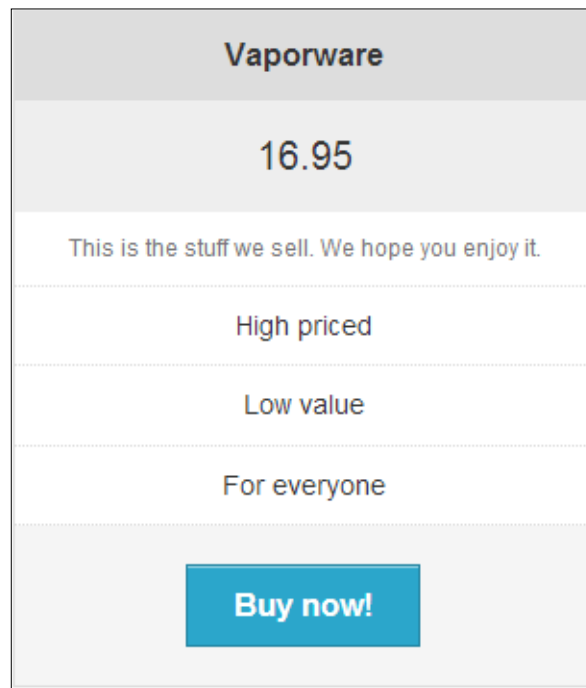 Vaporware
16.95
This is the stuff we sell. We hope you enjoy it.
High priced
Low value
For everyone
Buy now!